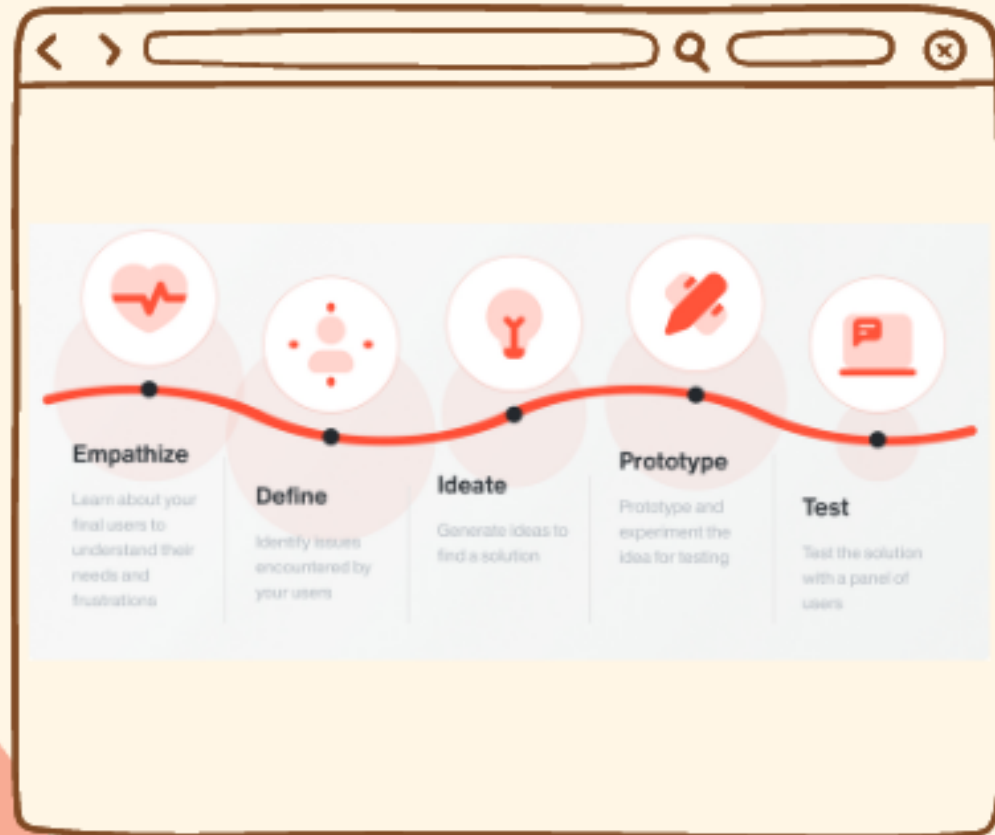 Empathize
Learn about your
final users to
understand their
needs and
frustrations
Define
Identify issues
encountered by
your users
Ideate
Generate ideas to
find a solution
Prototype
Prototype and
experiment the
idea for testing
Test
Test the solution
with a panel of
users